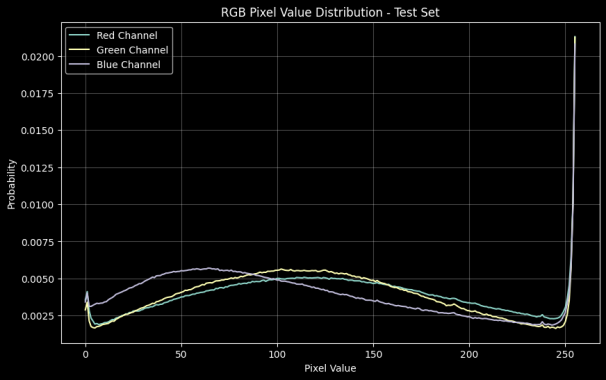 RGB Pixel Value Distribution - Test Set
Red Channel
Green Channel
Blue Channel
0.0200
0.0175
0.0150
0.0125
0.0100
0.0075
0.0050
0.0025
Probability
0 50 100 150 200 250
Pixel Value